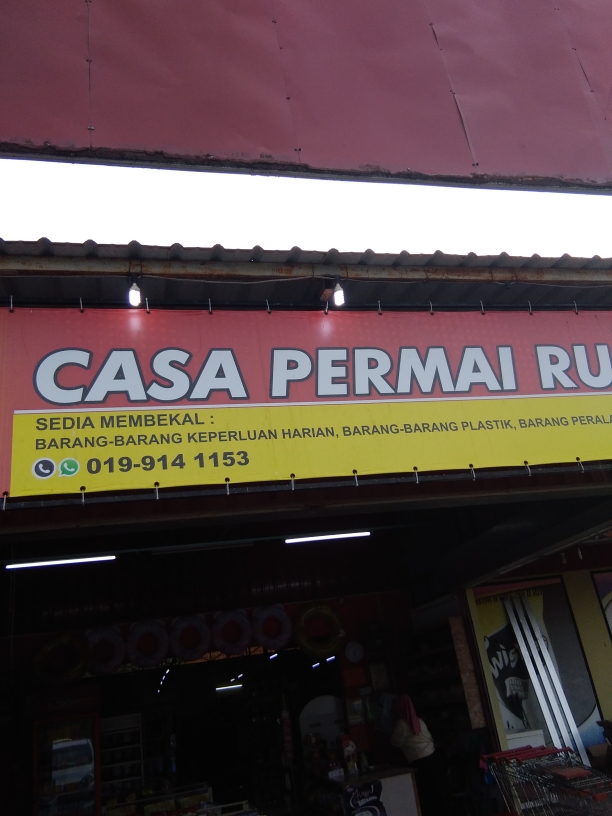 CASA PERMAI RU
SEDIA MEMBEKAL :
BARANG-BARANG KEPERLUAN HARIAN, BARANG-BARANG PLASTIK, BARANG PERALA
019-914 1153